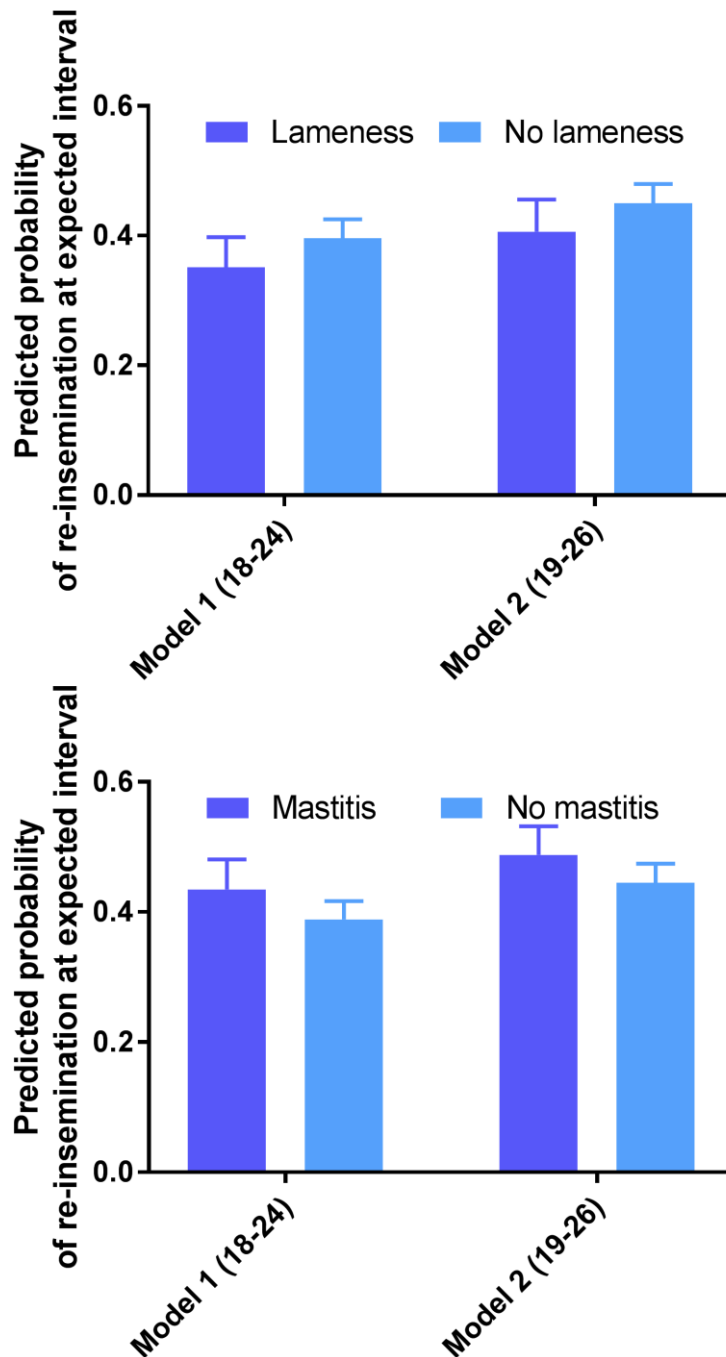 Predicted probability
of re-insemination at expected interval
0.6
0.4
0.2
0.0
Lameness
No lameness
Model 1 (18-24)
Model 2 (19-26)
Predicted probability
of re-insemination at expected interval
0.6
0.4
0.2
0.0
Mastitis
No mastitis
Model 1 (18-24)
Model 2 (19-26)